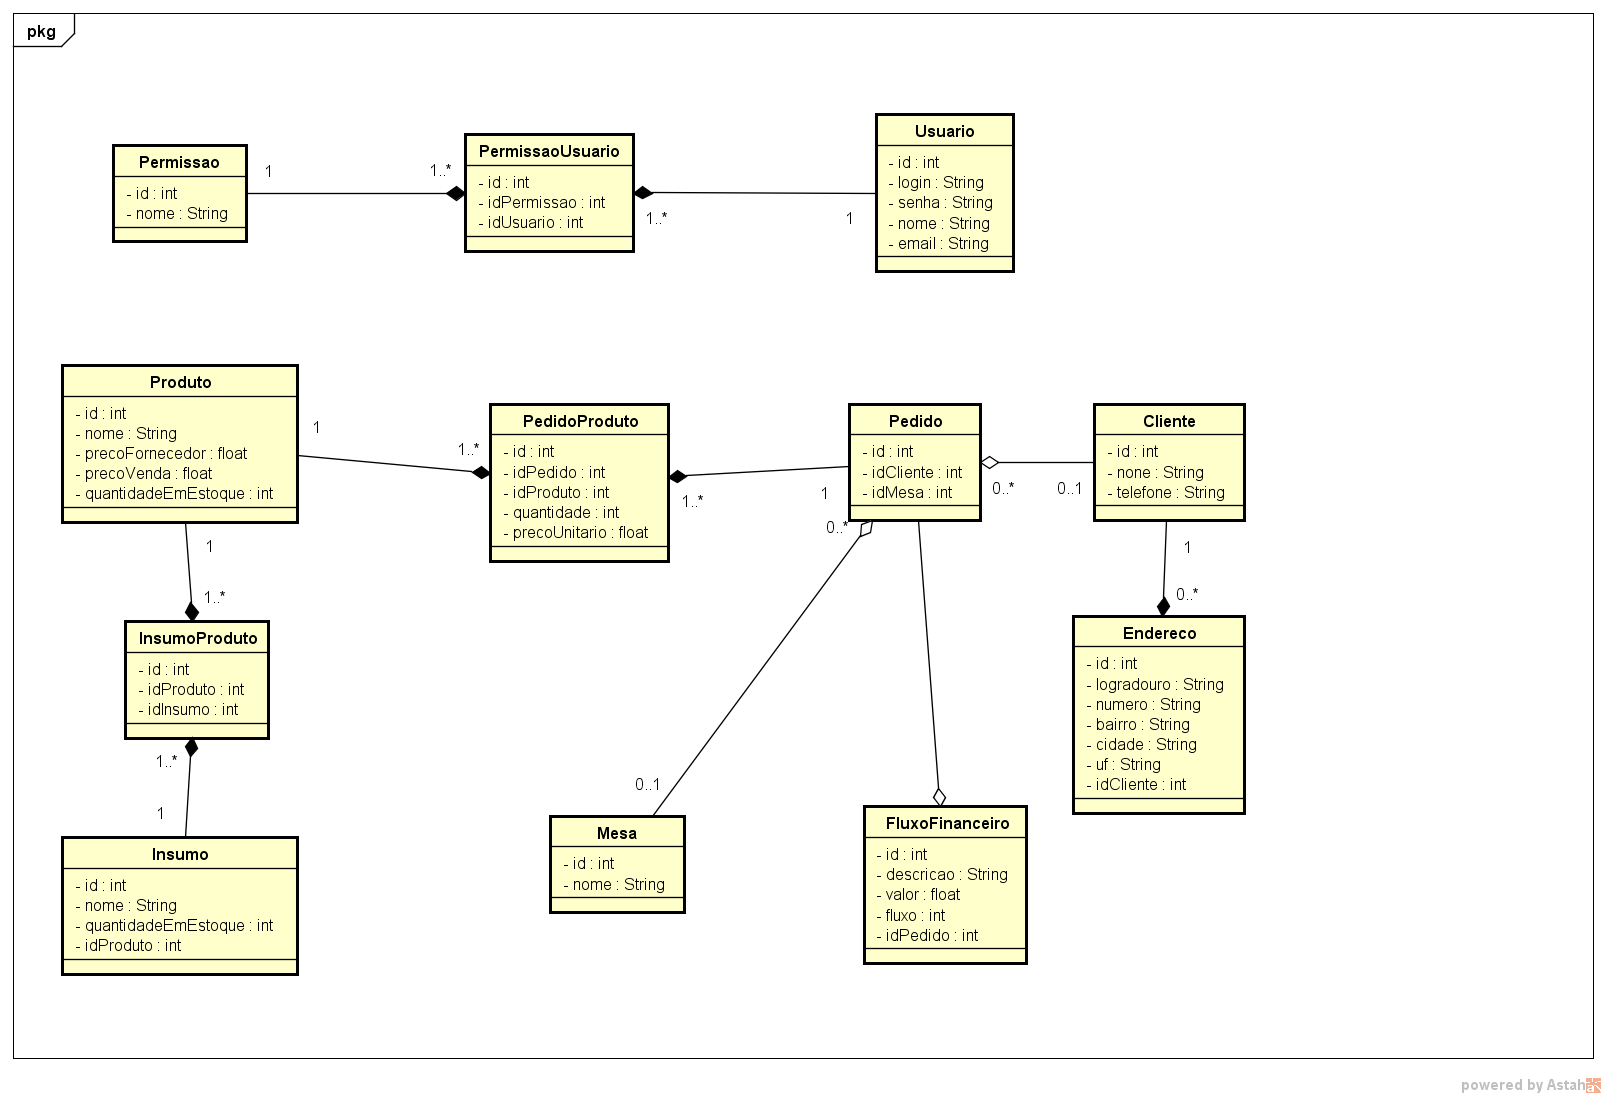 pkg
Permissao
- id : int
- nome : String
1
1..*
PermissaoUsuario
- id : int
- idPermissao : int
- idUsuario : int
1..*
1
Usuario
- id : int
- login : String
- senha : String
- nome : String
- email : String
Produto
- id : int
- nome : String
- precoFornecedor : float
- precoVenda : float
- quantidadeEmEstoque : int
1
1..*
PedidoProduto
- id : int
- idPedido : int
- idProduto : int
- quantidade : int
- precoUnitario : float
1..*
1
Pedido
- id : int
- idCliente : int
- idMesa : int
0..*
0..1
Cliente
- id : int
- none : String
- telefone : String
0..*
1
1..*
1
0..*
InsumoProduto
- id : int
- idProduto : int
- idInsumo : int
1..*
1
Endereco
- id : int
- logradouro : String
- numero : String
- bairro : String
- cidade : String
- uf : String
- idCliente : int
0..1
Insumo
- id : int
- nome : String
- quantidadeEmEstoque : int
- idProduto : int
Mesa
- id : int
- nome : String
FluxoFinanceiro
- id : int
- descricao : String
- valor : float
- fluxo : int
- idPedido : int
powered by Astah